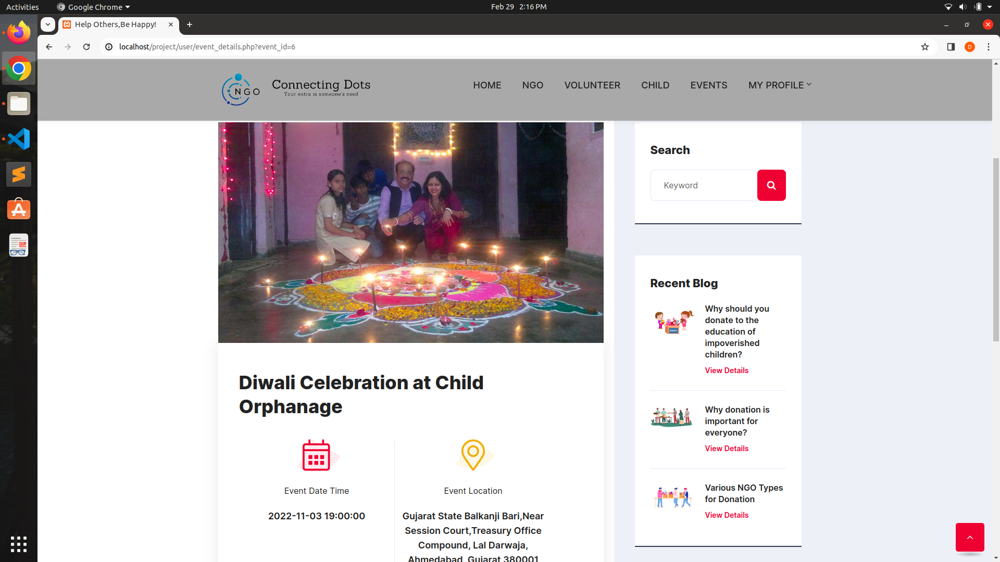 Activities
Google Chrome
Feb 29 2:16 PM
Help Others,Be Happy!
localhost/project/user/event_details.php?event_id=6
D
NGO
Connecting Dots
Your extra is someone's need
HOME
NGO
VOLUNTEER
CHILD
EVENTS
MY PROFILE
Diwali Celebration at Child
Orphanage
Event Date Time
2022-11-03 19:00:00
Event Location
Gujarat State Balkanji Bari,Near
Session Court,Treasury Office
Compound, Lal Darwaja,
Ahmedabad, Gujarat 380001
Search
Keyword
Recent Blog
Why should you
donate to the
education of
impoverished
children?
View Details
Why donation is
important for
everyone?
View Details
Various NGO Types
for Donation
View Details